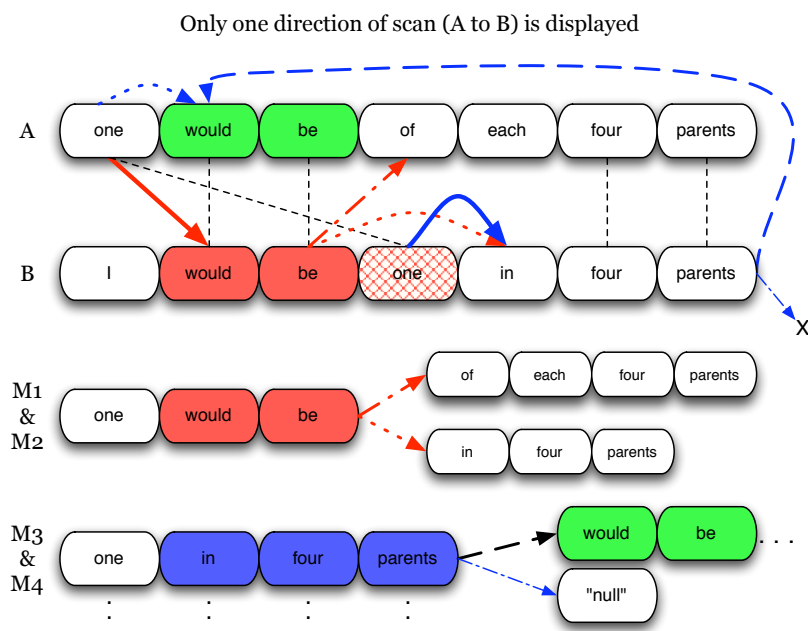 Only one direction of scan (A to B) is displayed
A one would be of each four parents
B I would be one in four parents
X
M1 & M2 one would be
of each four parents
in four parents
M3 & M4 one in four parents
would be . . .
"null"